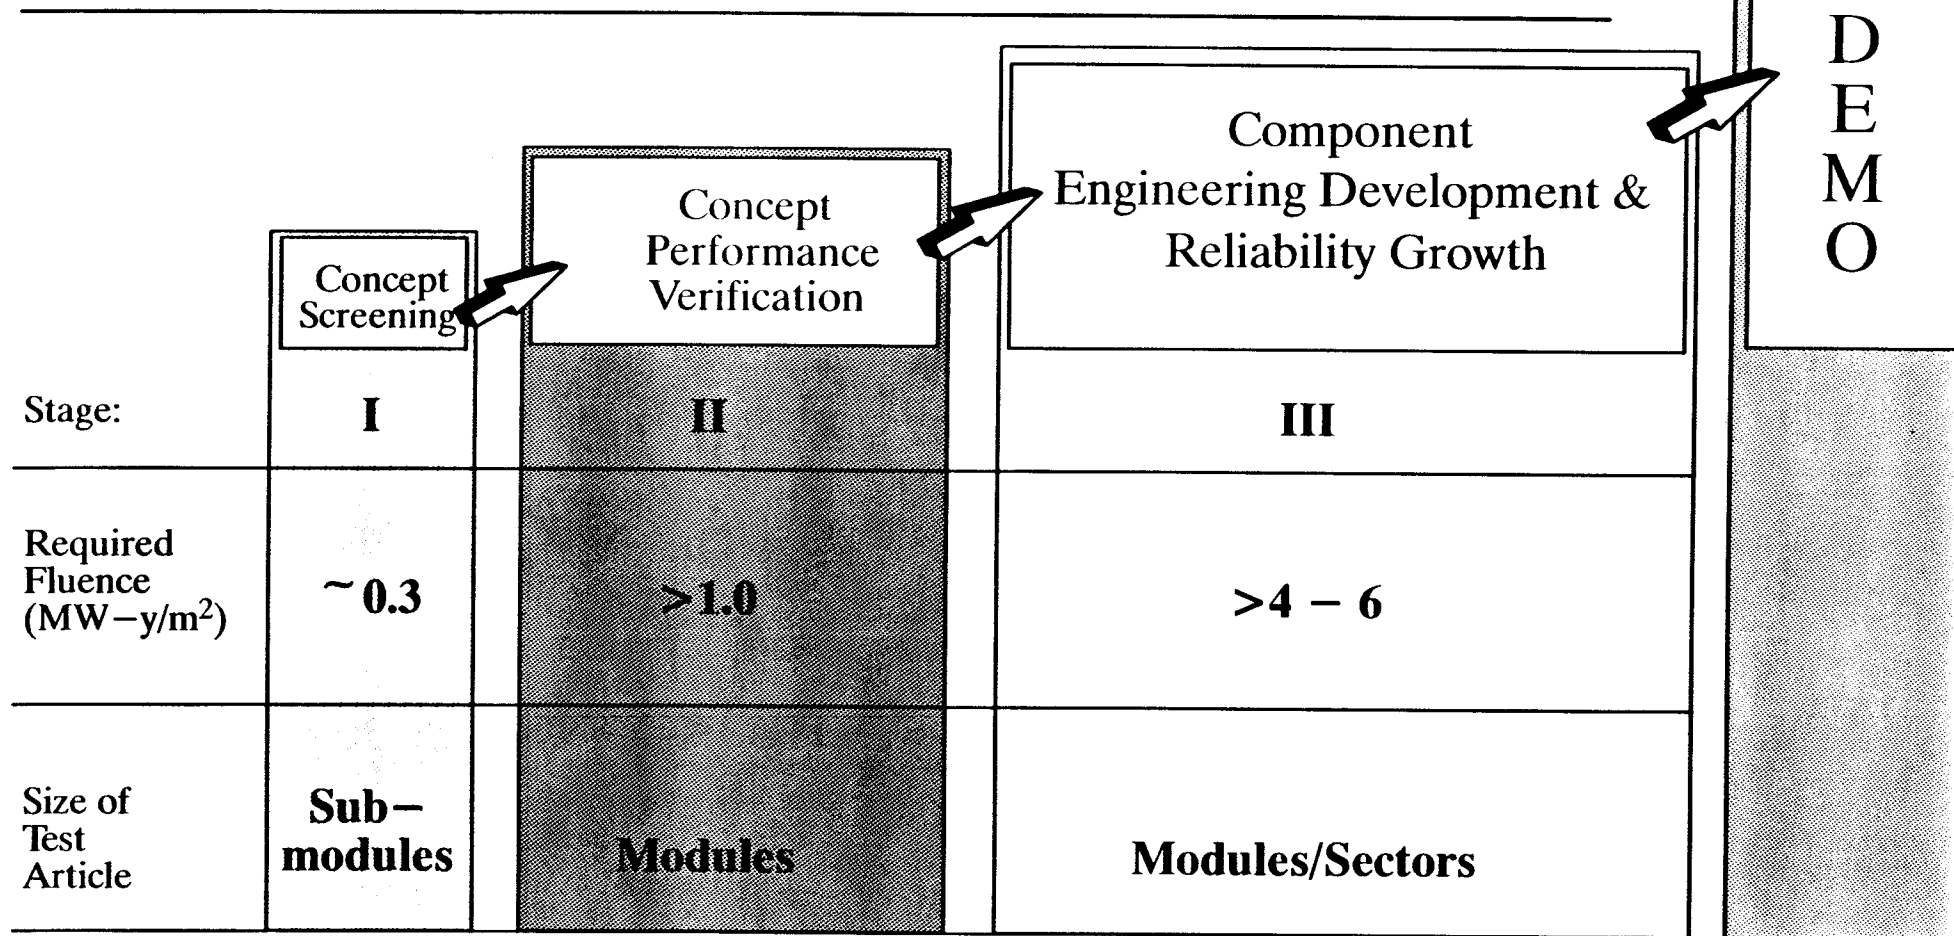 Concept
Screening
Concept
Performance
Verification
Component
Engineering Development &
Reliability Growth
D
E
M
O
Stage:
I
II
III
Required
Fluence
(MW–y/m²)
~0.3
>1.0
>4 – 6
Size of
Test
Article
Sub–
modules
Modules
Modules/Sectors